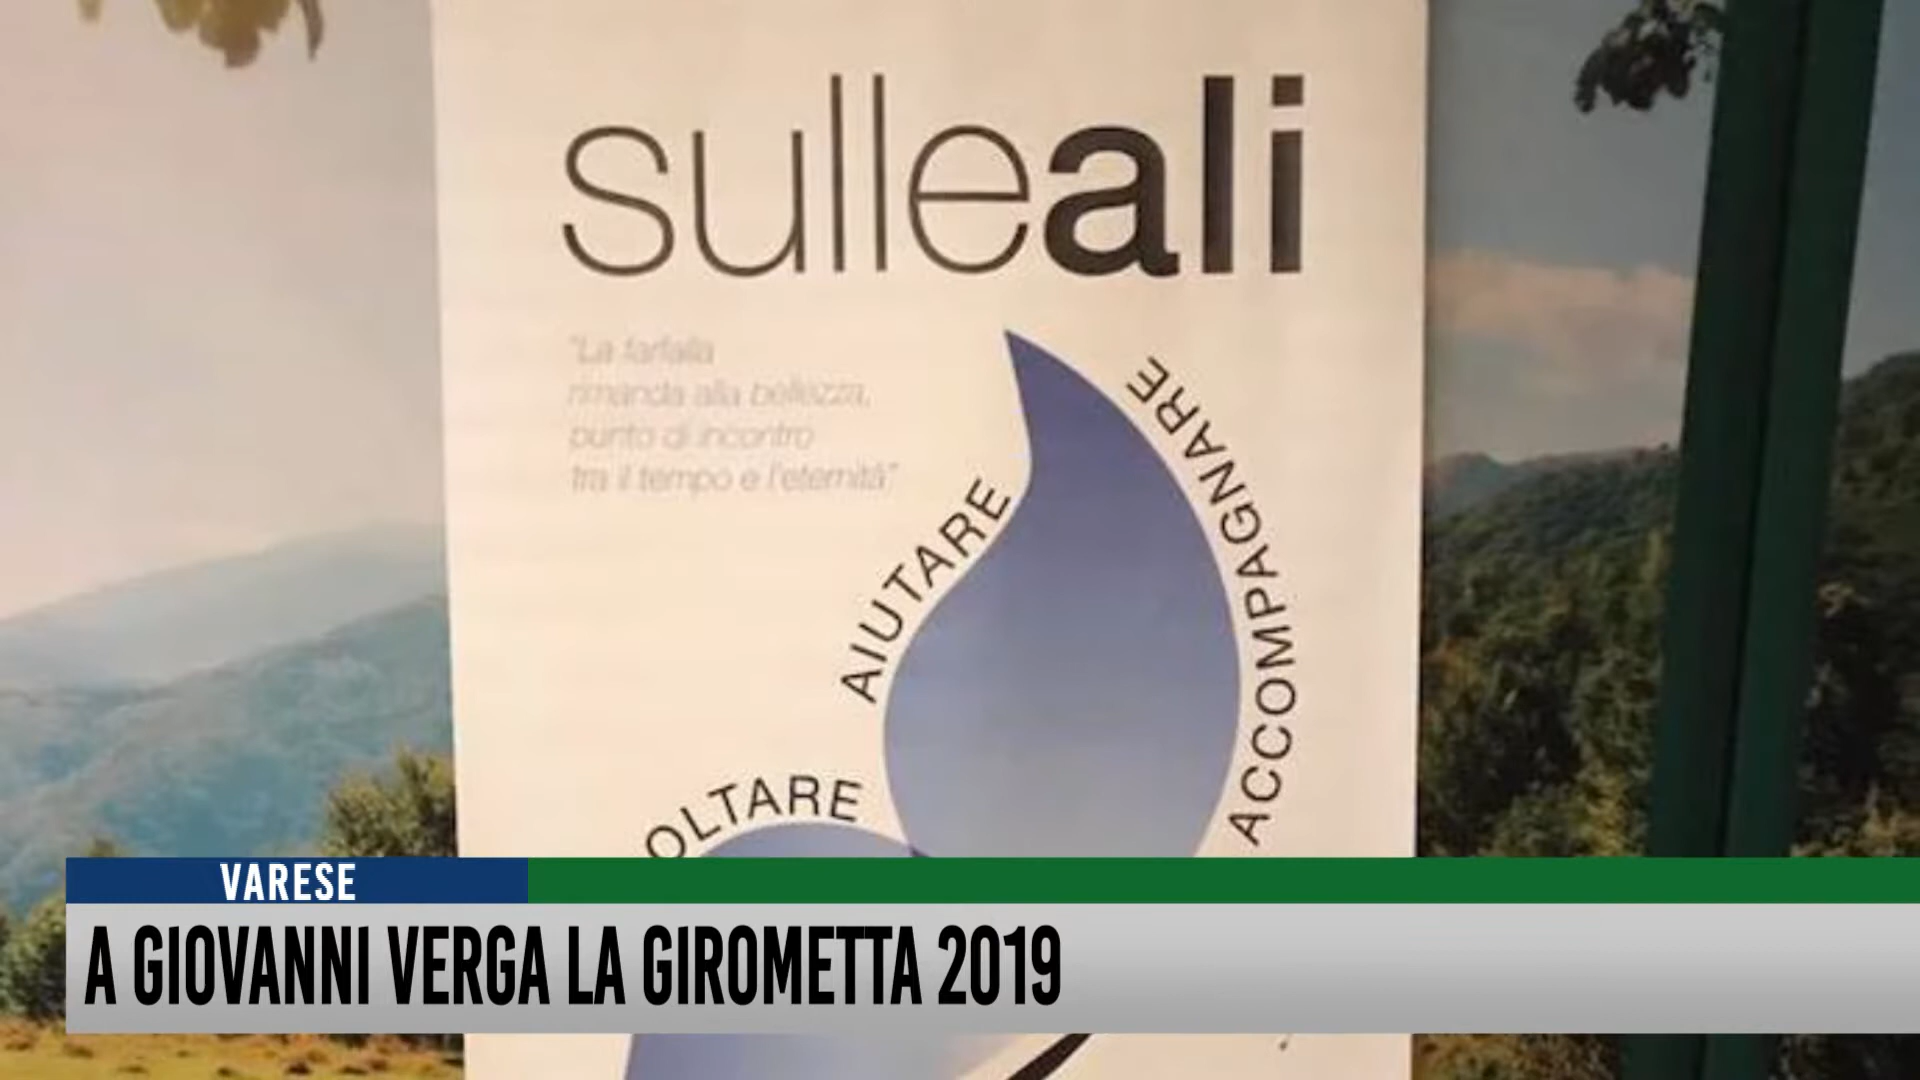 sulleali
"La farfalla
rimanda alla bellezza,
punto di incontro
tra il tempo e l'eternità"
AIUTARE
ACCOMPAGNARE
OLTARE
VARESE
A GIOVANNI VERGA LA GIROMETTA 2019